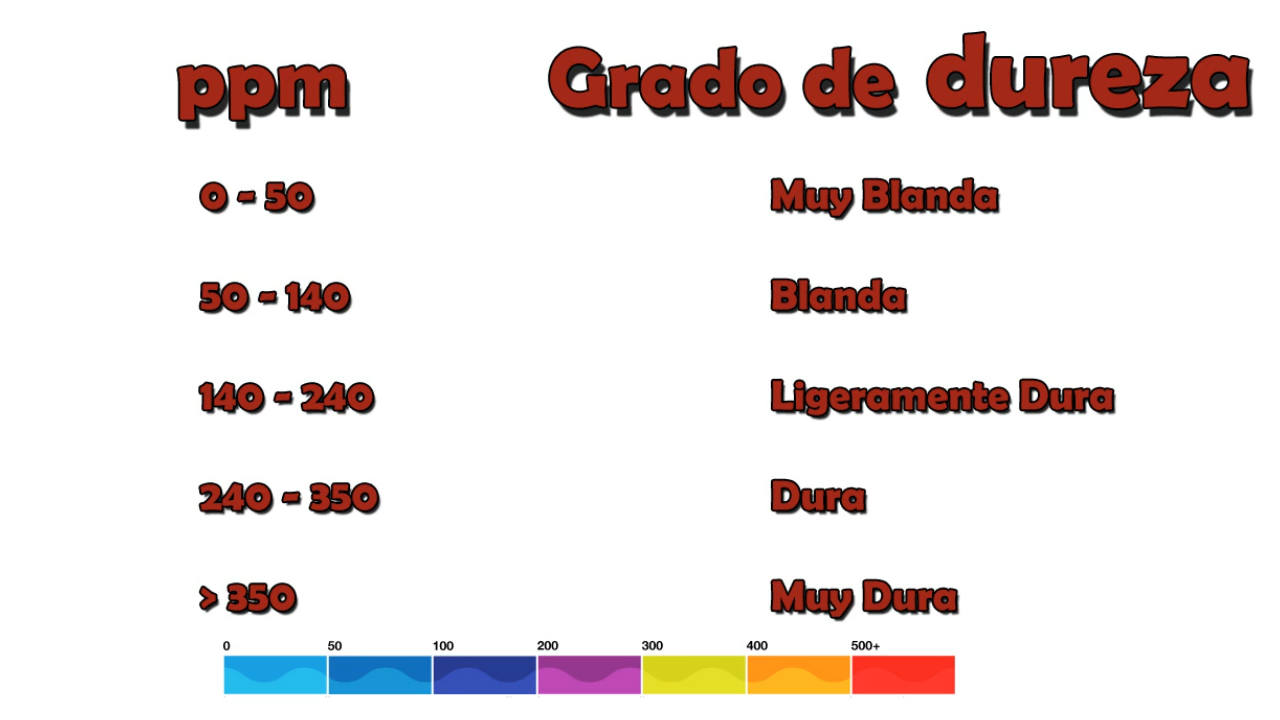 ppm Grado de dureza
0 - 50 Muy Blanda
50 - 140 Blanda
140 - 240 Ligeramente Dura
240 - 350 Dura
> 350 Muy Dura
0 50 100 200 300 400 500+